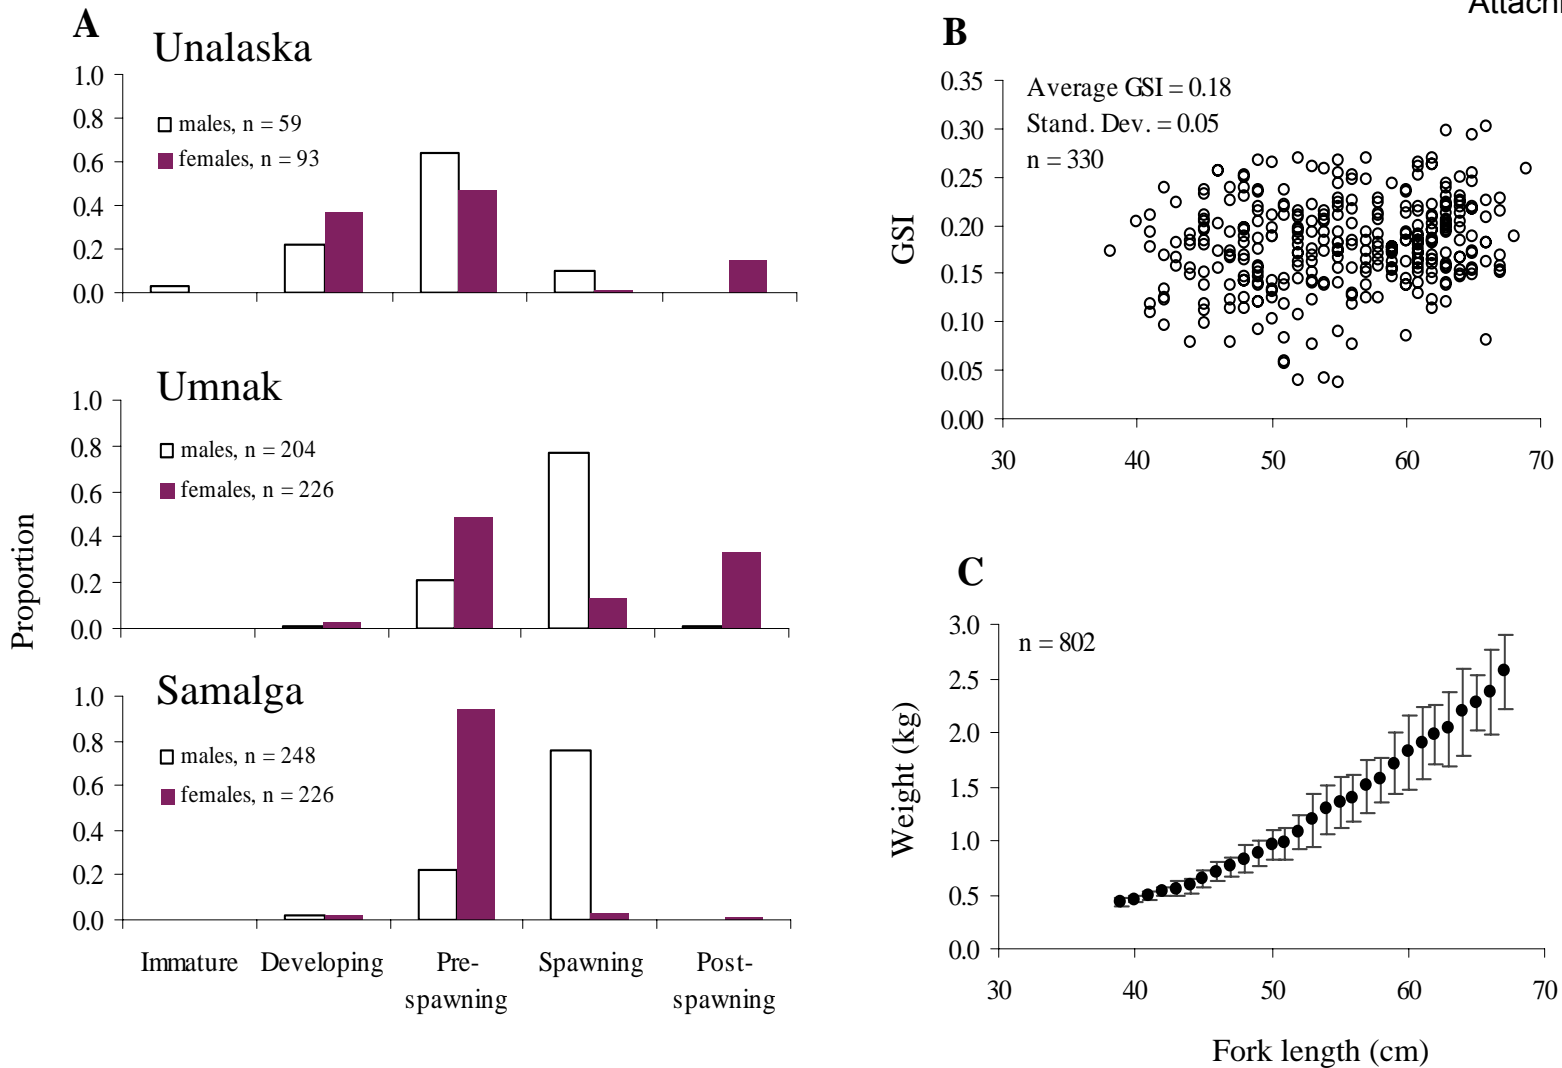 Attach
A
Unalaska
1.0
0.8
0.6
0.4
0.2
0.0
males, n = 59
females, n = 93
Umnak
1.0
0.8
0.6
0.4
0.2
0.0
males, n = 204
females, n = 226
Proportion
Samalga
1.0
0.8
0.6
0.4
0.2
0.0
males, n = 248
females, n = 226
Immature Developing Pre- Spawning Post-
spawning spawning
B
0.35
0.30
0.25
0.20
0.15
0.10
0.05
0.00
GSI
Average GSI = 0.18
Stand. Dev. = 0.05
n = 330
30 40 50 60 70
C
3.0
2.5
2.0
1.5
1.0
0.5
0.0
Weight (kg)
n = 802
30 40 50 60 70
Fork length (cm)